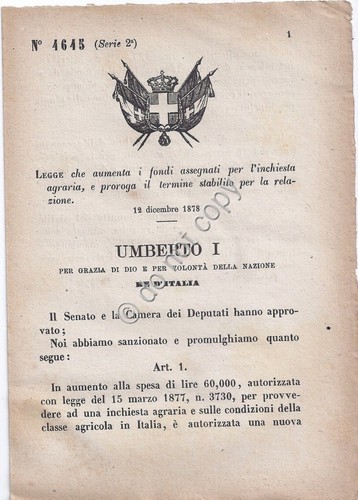 N° 4645 (Serie 2ª)
1
LEGGE che aumenta i fondi assegnati per l'inchiesta
agraria, e proroga il termine stabilito per la rela-
zione.
12 dicembre 1878
UMBERTO I
PER GRAZIA DI DIO E PER VOLONTÀ DELLA NAZIONE
RE D'ITALIA
Il Senato e la Camera dei Deputati hanno appro-
vato;
Noi abbiamo sanzionato e promulghiamo quanto
segue:
Art. 1.
In aumento alla spesa di lire 60,000, autorizzata
con legge del 15 marzo 1877, n. 3730, per provve-
dere ad una inchiesta agraria e sulle condizioni della
classe agricola in Italia, è autorizzata una nuova
do not copy